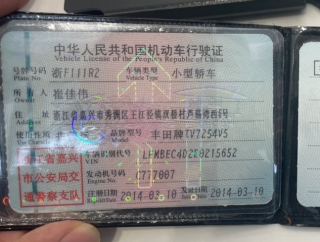 中华人民共和国机动车行驶证
Vehicle License of the People's Republic of China
号牌号码 浙F111R2 车辆类型 小型轿车
Plate No. Vehicle Type
所有人 崔佳伟
Owner
住址 浙江省嘉兴市秀洲区王江泾镇
Address
使用性质 品牌型号 丰田牌TV7254V5
Use Character Model
浙江省嘉兴 车辆识别代号
VIN
市公安局交 发动机号码 C777007
Engine No.
通警察支队 注册日期 2014-03-10 发证日期 2014-03-10
Register Date Issue Date